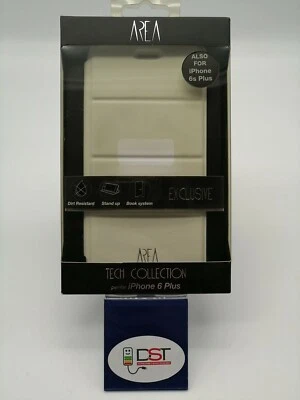 AREA
ALSO
FOR
iPhone
6s Plus
Dirt Resistant Stand up Book system
EXCLUSIVE
AREA
TECH COLLECTION
per/for iPhone 6 Plus
DST